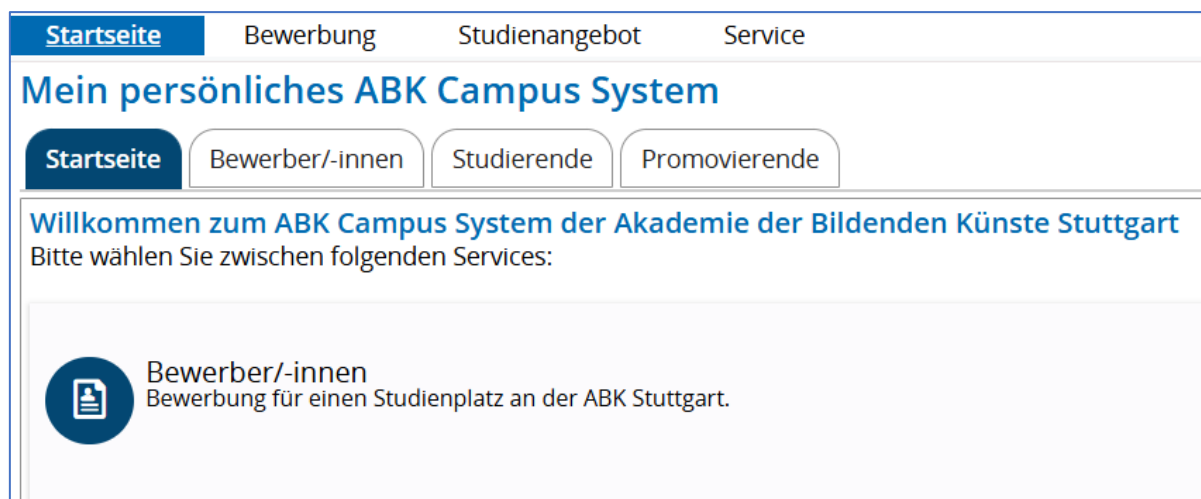 Startseite Bewerbung Studienangebot Service
Mein persönliches ABK Campus System
Startseite Bewerber/-innen Studierende Promovierende
Willkommen zum ABK Campus System der Akademie der Bildenden Künste Stuttgart
Bitte wählen Sie zwischen folgenden Services:
Bewerber/-innen
Bewerbung für einen Studienplatz an der ABK Stuttgart.